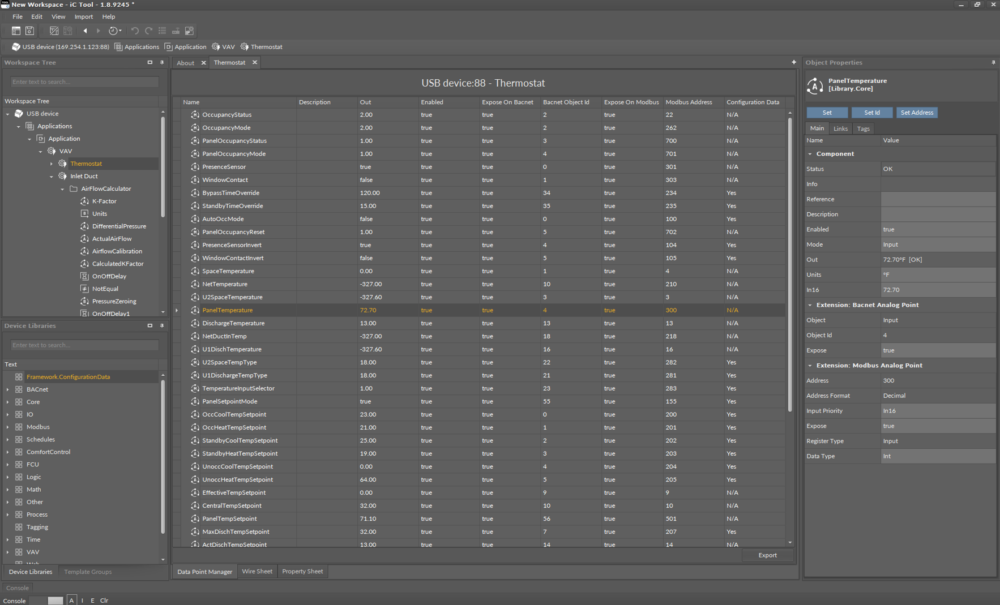 New Workspace - iC Tool - 1.8.9245 *
File Edit View Import Help
USB device (169.254.1.123:88) Applications Application VAV Thermostat
Workspace Tree
Enter text to search...
Workspace Tree
USB device
Applications
Application
VAV
Thermostat
Inlet Duct
AirFlowCalculator
K-Factor
Units
DifferentialPressure
ActualAirFlow
AirflowCalibration
CalculatedKFactor
OnOffDelay
NotEqual
PressureZeroing
OnOffDelay1
Device Libraries
Enter text to search...
Text
Framework.ConfigurationData
BACnet
Core
IO
Modbus
Schedules
ComfortControl
FCU
Logic
Math
Other
Process
Tagging
Time
VAV
Web
Device Libraries Template Groups
About Thermostat
USB device:88 - Thermostat
Name Description Out Enabled Expose On Bacnet Bacnet Object Id Expose On Modbus Modbus Address Configuration Data
OccupancyStatus 2.00 true true 2 true 22 N/A
OccupancyMode 2.00 true true 2 true 262 N/A
PanelOccupancyStatus 1.00 true true 3 true 700 N/A
PanelOccupancyMode 1.00 true true 4 true 701 N/A
PresenceSensor true true true 0 true 301 N/A
WindowContact false true true 1 true 303 N/A
BypassTimeOverride 120.00 true true 34 true 234 Yes
StandbyTimeOverride 15.00 true true 35 true 235 Yes
AutoOccMode false true true 0 true 100 Yes
PanelOccupancyReset 1.00 true true 5 true 702 N/A
PresenceSensorInvert true true true 4 true 104 Yes
WindowContactInvert false true true 5 true 105 Yes
SpaceTemperature 0.00 true true 1 true 4 N/A
NetTemperature -327.00 true true 10 true 210 N/A
U2SpaceTemperature -327.60 true true 3 true 3 N/A
PanelTemperature 72.70 true true 4 true 300 N/A
DischargeTemperature 13.00 true true 13 true 13 N/A
NetDuctInTemp -327.00 true true 18 true 218 N/A
U1DischTemperature -327.60 true true 16 true 16 N/A
U2SpaceTempType 18.00 true true 22 true 282 Yes
U1DischargeTempType 18.00 true true 21 true 281 Yes
TemperatureInputSelector 1.00 true true 23 true 283 Yes
PanelSetpointMode true true true 55 true 155 Yes
OccCoolTempSetpoint 23.00 true true 0 true 200 Yes
OccHeatTempSetpoint 21.00 true true 1 true 201 Yes
StandbyCoolTempSetpoint 25.00 true true 2 true 202 Yes
StandbyHeatTempSetpoint 19.00 true true 3 true 203 Yes
UnoccCoolTempSetpoint 0.00 true true 4 true 204 Yes
UnoccHeatTempSetpoint 64.00 true true 5 true 205 Yes
EffectiveTempSetpoint 0.00 true true 9 true 9 N/A
CentralTempSetpoint 32.00 true true 10 true 10 N/A
PanelTempSetpoint 71.10 true true 56 true 501 N/A
MaxDischTempSetpoint 32.00 true true 7 true 207 Yes
ActDischTempSetpoint 13.00 true true 14 true 14 N/A
Export
Data Point Manager Wire Sheet Property Sheet
Object Properties
PanelTemperature
[Library.Core]
Set Set Id Set Address
Main Links Tags
Name Value
Component
Status OK
Info
Reference
Description
Enabled true
Mode Input
Out 72.70°F [OK]
Units °F
In16 72.70
Extension: Bacnet Analog Point
Object Input
Object Id 4
Expose true
Extension: Modbus Analog Point
Address 300
Address Format Decimal
Input Priority In16
Expose true
Register Type Input
Data Type Int
Console
Console A I E Clr